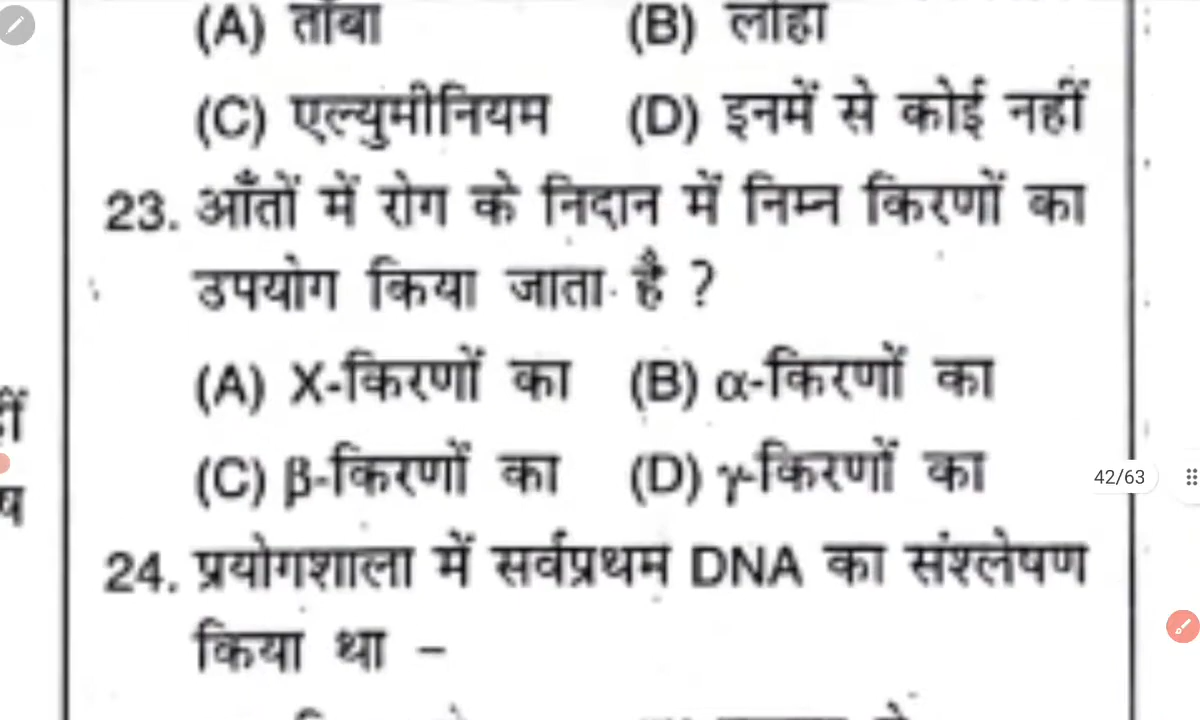 (A) ताँबा (B) लोहा
(C) एल्युमीनियम (D) इनमें से कोई नहीं
23. आँतों में रोग के निदान में निम्न किरणों का
उपयोग किया जाता है ?
(A) X-किरणों का (B) α-किरणों का
(C) β-किरणों का (D) γ-किरणों का
42/63
24. प्रयोगशाला में सर्वप्रथम DNA का संश्लेषण
किया था –